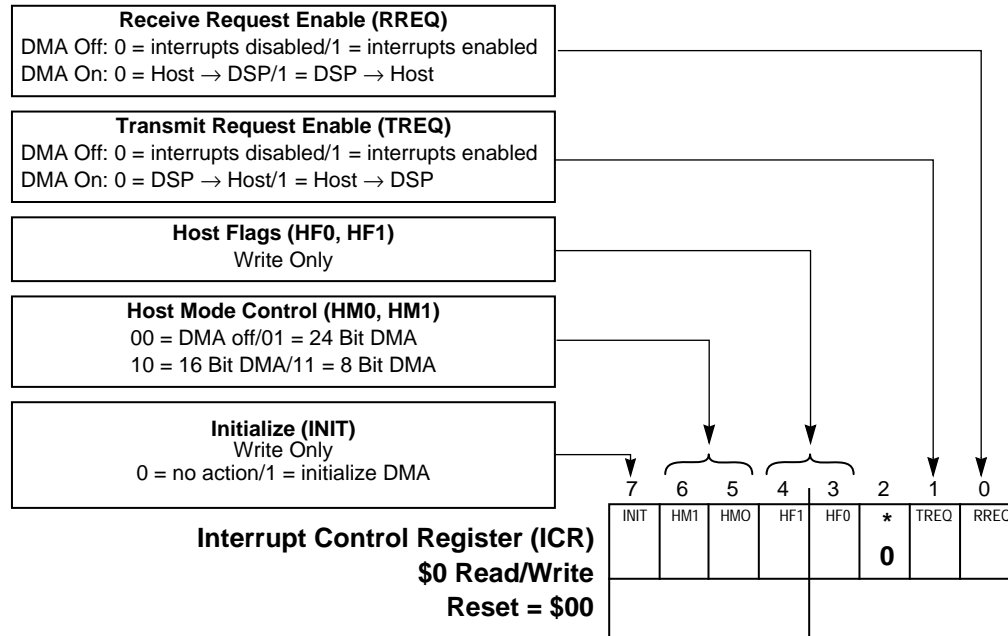 Receive Request Enable (RREQ)
DMA Off: 0 = interrupts disabled/1 = interrupts enabled
DMA On: 0 = Host → DSP/1 = DSP → Host
Transmit Request Enable (TREQ)
DMA Off: 0 = interrupts disabled/1 = interrupts enabled
DMA On: 0 = DSP → Host/1 = Host → DSP
Host Flags (HF0, HF1)
Write Only
Host Mode Control (HM0, HM1)
00 = DMA off/01 = 24 Bit DMA
10 = 16 Bit DMA/11 = 8 Bit DMA
Initialize (INIT)
Write Only
0 = no action/1 = initialize DMA
7 6 5 4 3 2 1 0
INIT HM1 HMO HF1 HF0 * TREQ RREQ
0
Interrupt Control Register (ICR)
$0 Read/Write
Reset = $00